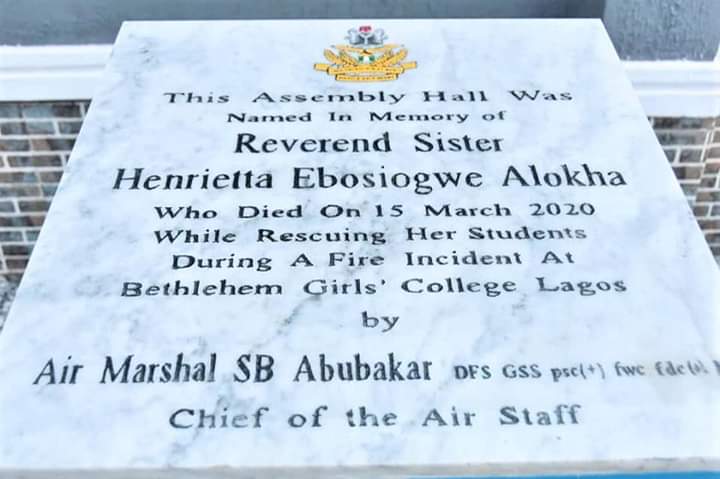 This Assembly Hall Was
Named In Memory of
Reverend Sister
Henrietta Ebosiogwe Alokha
Who Died On 15 March 2020
While Rescuing Her Students
During A Fire Incident At
Bethlehem Girls' College Lagos
by
Air Marshal SB Abubakar DFS GSS psc(+) fwc fdc(s)
Chief of the Air Staff